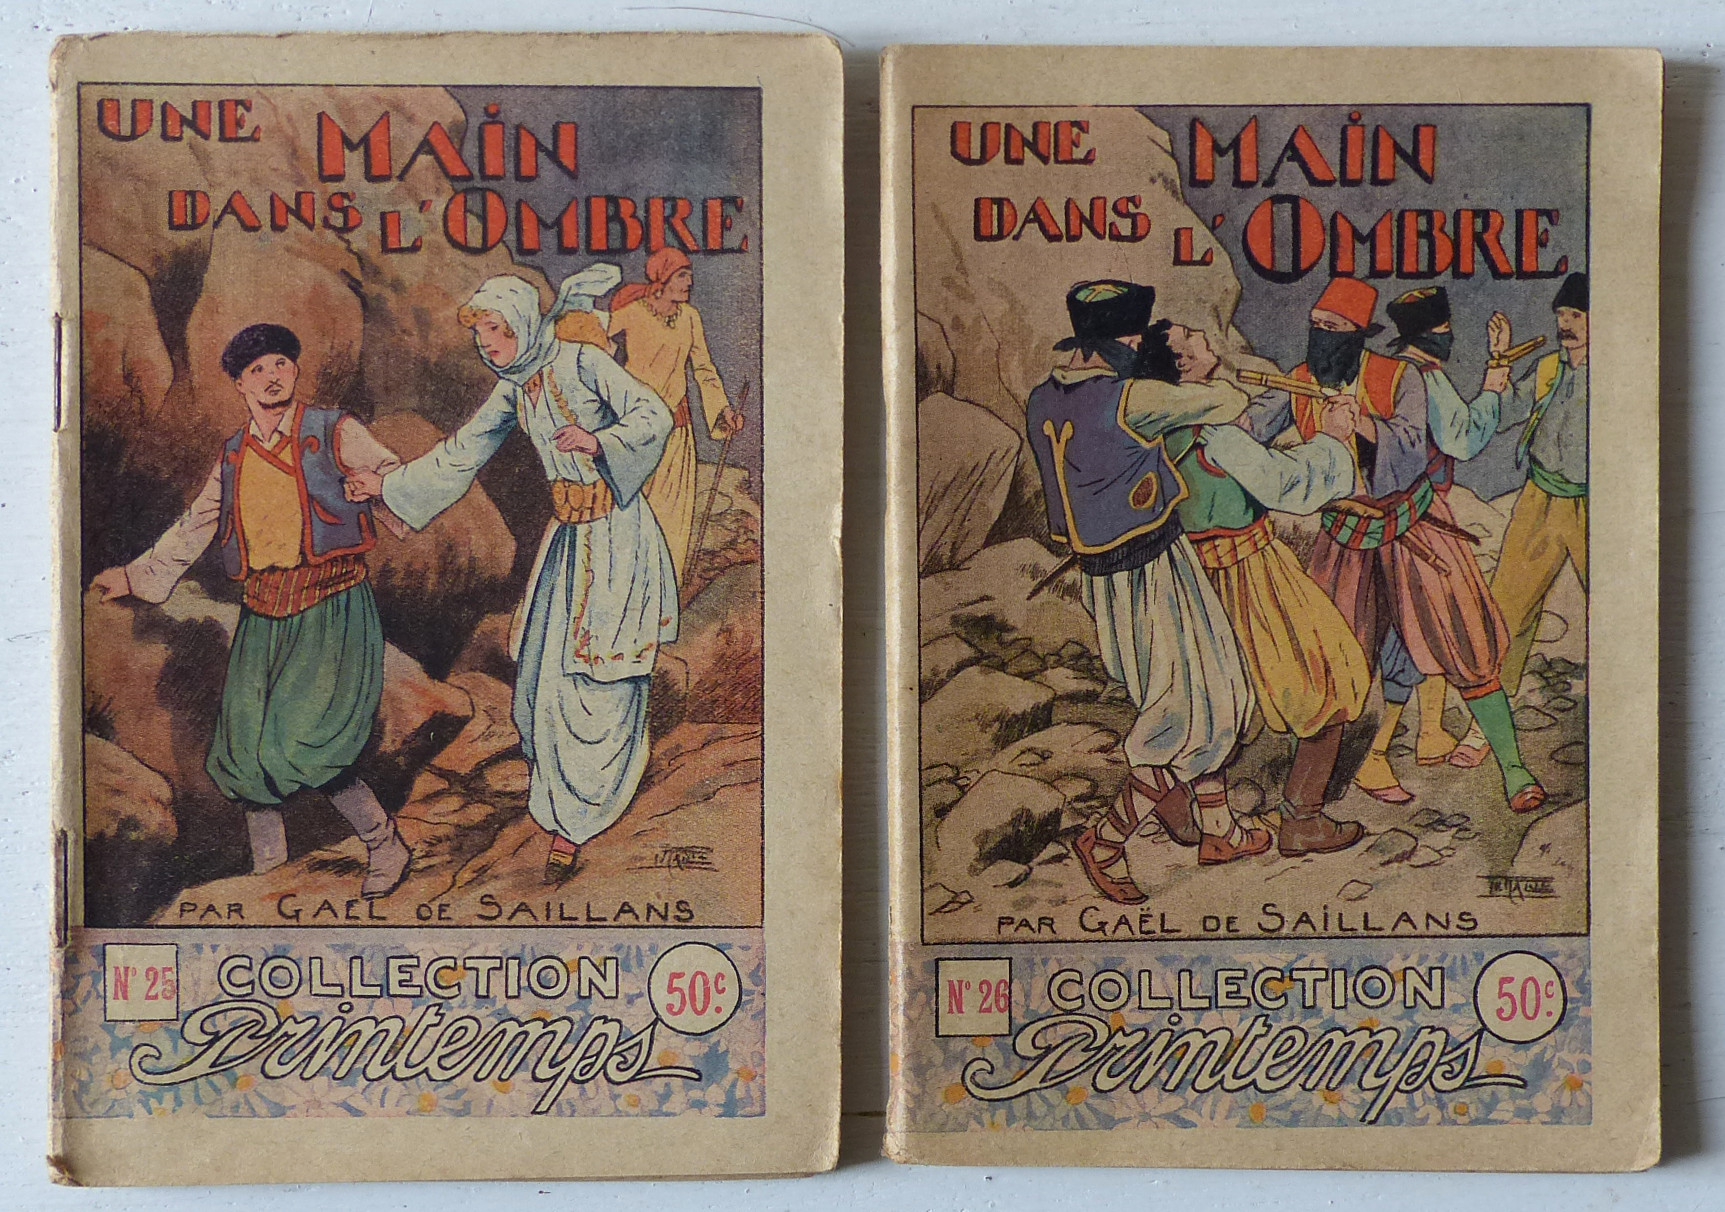 UNE MAIN
DANS L'OMBRE
PAR GAEL DE SAILLANS
N° 25
COLLECTION
Printemps
50c.
UNE MAIN
DANS L'OMBRE
PAR GAËL DE SAILLANS
N° 26
COLLECTION
Printemps
50c.